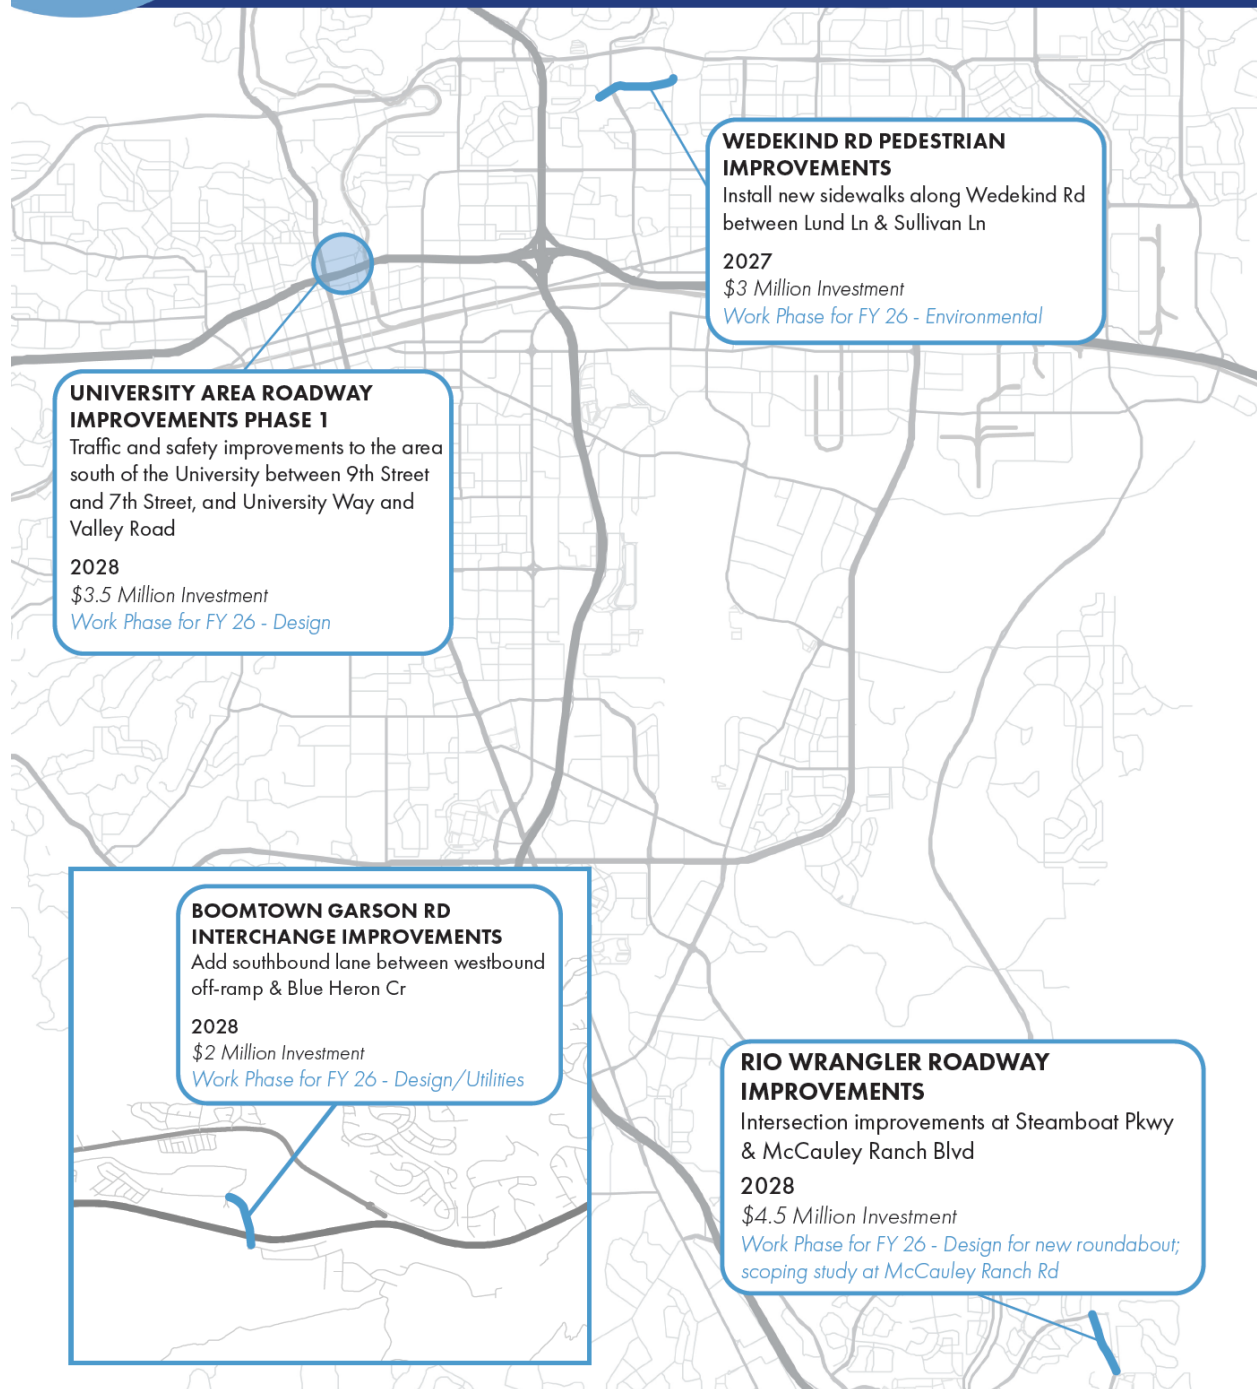 WEDEKIND RD PEDESTRIAN
IMPROVEMENTS
Install new sidewalks along Wedekind Rd
between Lund Ln & Sullivan Ln
2027
$3 Million Investment
Work Phase for FY 26 - Environmental
UNIVERSITY AREA ROADWAY
IMPROVEMENTS PHASE 1
Traffic and safety improvements to the area
south of the University between 9th Street
and 7th Street, and University Way and
Valley Road
2028
$3.5 Million Investment
Work Phase for FY 26 - Design
BOOMTOWN GARSON RD
INTERCHANGE IMPROVEMENTS
Add southbound lane between westbound
off-ramp & Blue Heron Cr
2028
$2 Million Investment
Work Phase for FY 26 - Design/Utilities
RIO WRANGLER ROADWAY
IMPROVEMENTS
Intersection improvements at Steamboat Pkwy
& McCauley Ranch Blvd
2028
$4.5 Million Investment
Work Phase for FY 26 - Design for new roundabout;
scoping study at McCauley Ranch Rd